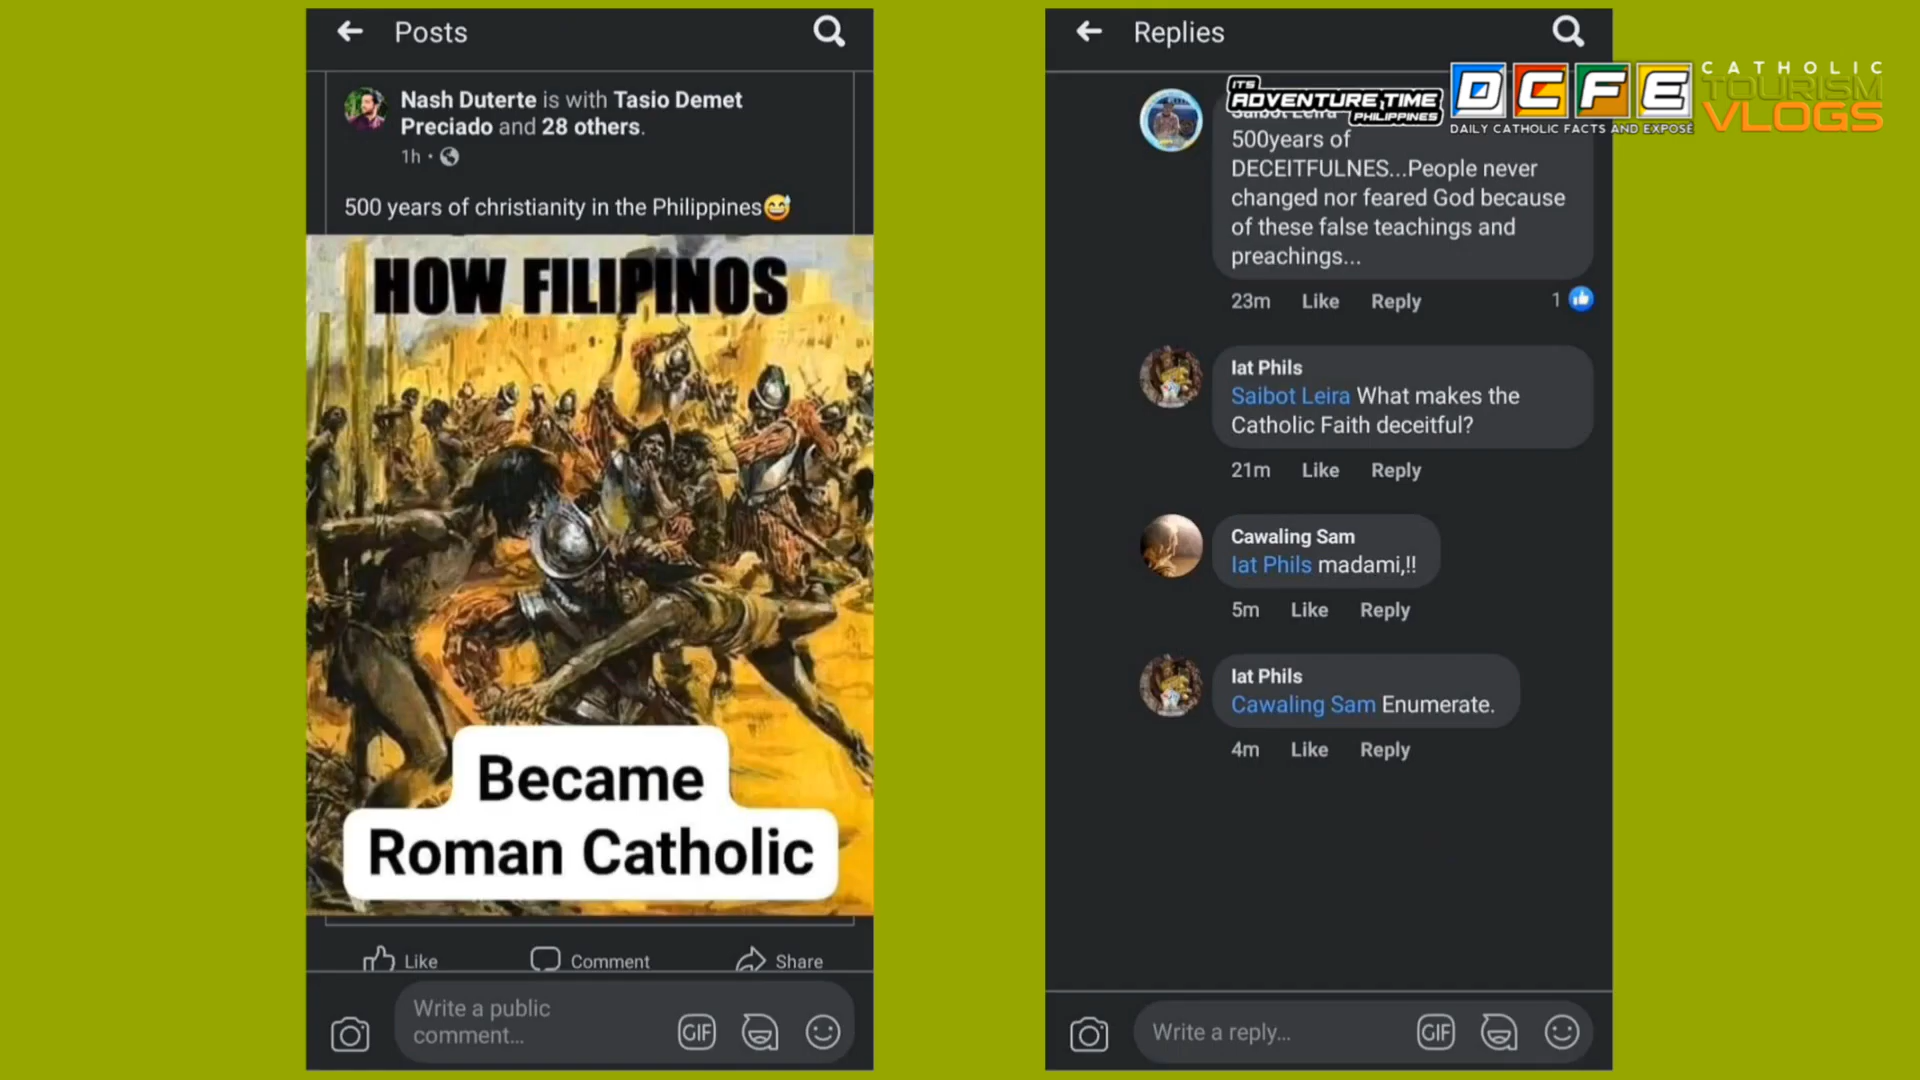 Posts
Nash Duterte is with Tasio Demet
Preciado and 28 others.
1h •
500 years of christianity in the Philippines
HOW FILIPINOS
Became
Roman Catholic
Like
Comment
Share
Write a public
comment...
GIF
Replies
IT'S
ADVENTURE TIME
PHILIPPINES
DCFE
DAILY CATHOLIC FACTS AND EXPOSE
CATHOLIC
TOURISM
VLOGS
Saibot Leira
500years of
DECEITFULNES...People never
changed nor feared God because
of these false teachings and
preachings...
23m Like Reply 1
Iat Phils
Saibot Leira What makes the
Catholic Faith deceitful?
21m Like Reply
Cawaling Sam
Iat Phils madami,!!
5m Like Reply
Iat Phils
Cawaling Sam Enumerate.
4m Like Reply
Write a reply...
GIF